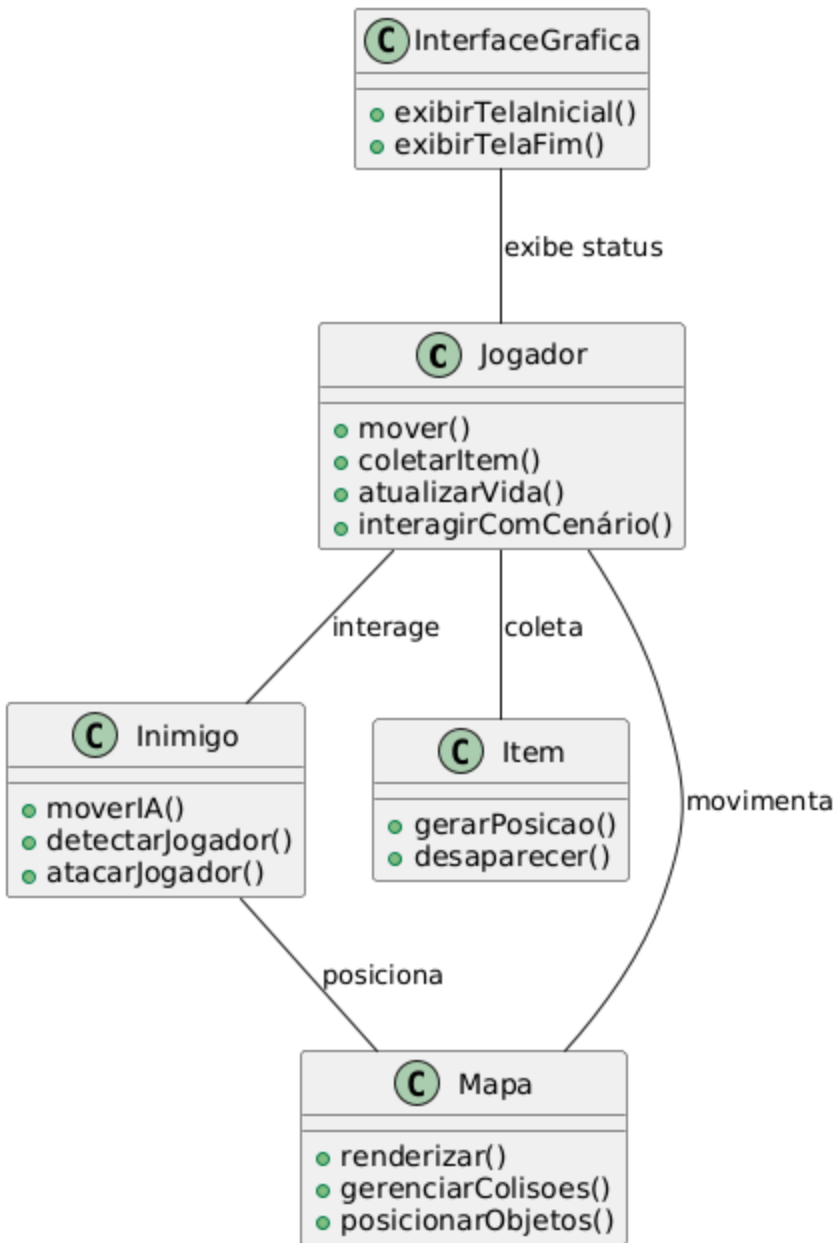 C InterfaceGrafica
exibirTelaInicial()
exibirTelaFim()
exibe status
C Jogador
mover()
coletarItem()
atualizarVida()
interagirComCenário()
interage
coleta
C Inimigo
moverIA()
detectarJogador()
atacarJogador()
C Item
gerarPosicao()
desaparecer()
movimenta
posiciona
C Mapa
renderizar()
gerenciarColisoes()
posicionarObjetos()